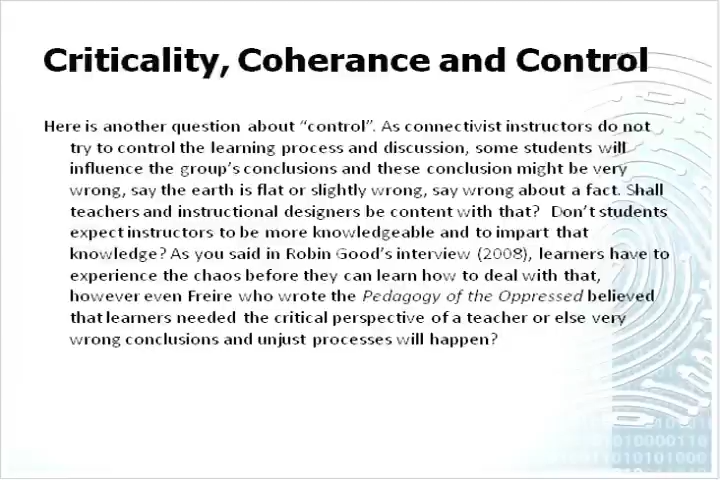 Criticality, Coherance and Control
Here is another question about “control”. As connectivist instructors do not
try to control the learning process and discussion, some students will
influence the group’s conclusions and these conclusion might be very
wrong, say the earth is flat or slightly wrong, say wrong about a fact. Shall
teachers and instructional designers be content with that?  Don’t students
expect instructors to be more knowledgeable and to impart that
knowledge? As you said in Robin Good’s interview (2008), learners have to
experience the chaos before they can learn how to deal with that,
however even Freire who wrote the Pedagogy of the Oppressed believed
that learners needed the critical perspective of a teacher or else very
wrong conclusions and unjust processes will happen?